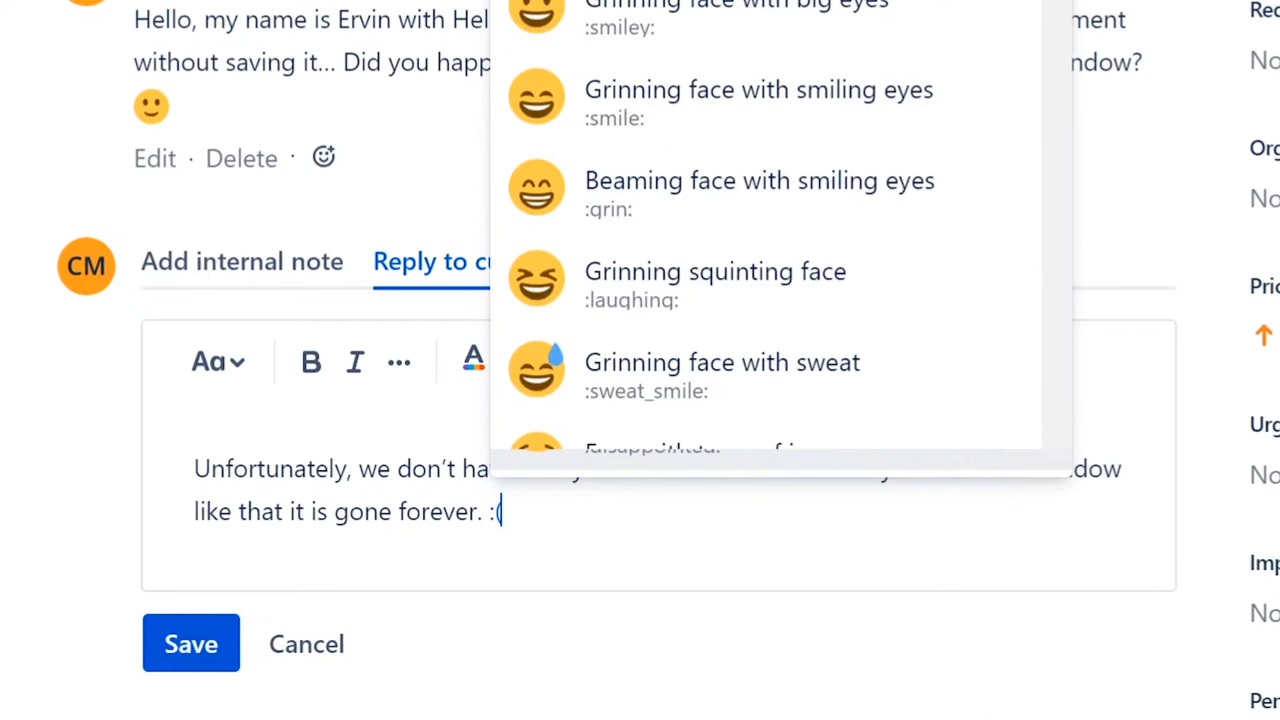 Grinning face with big eyes
:smiley:
Hello, my name is Ervin with Hel
ment
without saving it... Did you happ
ndow?
Grinning face with smiling eyes
:smile:
Edit · Delete ·
Beaming face with smiling eyes
:grin:
CM
Add internal note
Reply to cu
Grinning squinting face
:laughing:
Aa
B
I
A
Grinning face with sweat
:sweat_smile:
Unfortunately, we don't ha
dow
like that it is gone forever. :(
Save
Cancel
Rec
No
Org
No
Pric
Urg
No
Imp
No
Pen